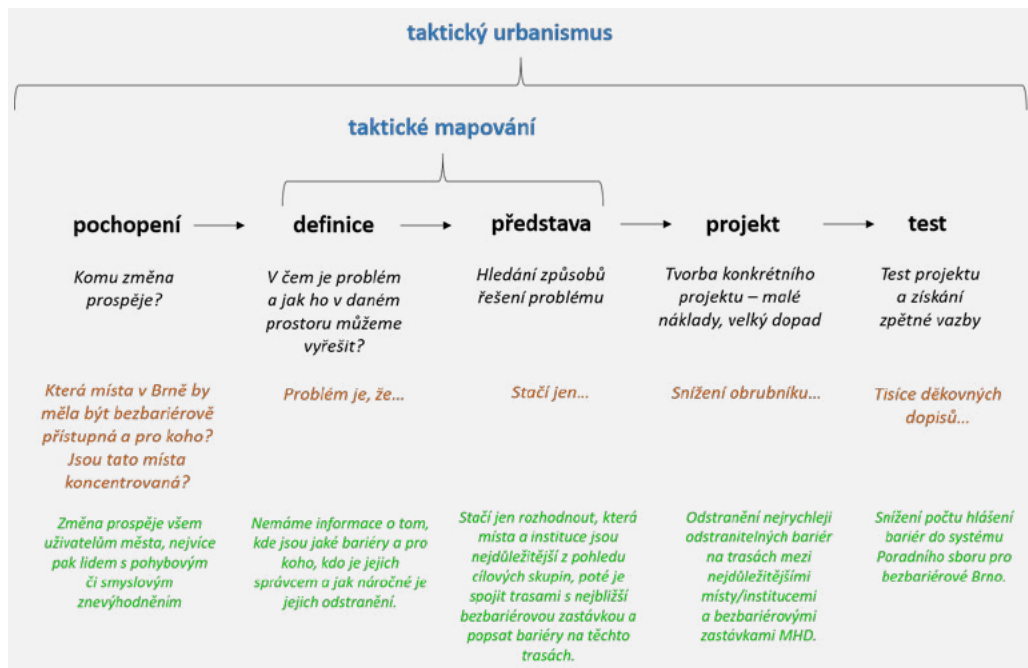 taktický urbanismus
taktické mapování
pochopení
definice
představa
projekt
test
Komu změna
prospěje?
V čem je problém
a jak ho v daném
prostoru můžeme
vyřešit?
Hledání způsobů
řešení problému
Tvorba konkrétního
projektu – malé
náklady, velký dopad
Test projektu
a získání
zpětné vazby
Která místa v Brně by
měla být bezbariérově
přístupná a pro koho?
Jsou tato místa
koncentrovaná?
Problém je, že...
Stačí jen...
Snížení obrubníku...
Tisíce děkovných
dopisů...
Změna prospěje všem
uživatelům města, nejvíce
pak lidem s pohybovým
či smyslovým
znevýhodněním
Nemáme informace o tom,
kde jsou jaké bariéry a pro
koho, kdo je jejich
správcem a jak náročné je
jejich odstranění.
Stačí jen rozhodnout, která
místa a instituce jsou
nejdůležitější z pohledu
cílových skupin, poté je
spojit trasami s nejbližší
bezbariérovou zastávkou a
popsat bariéry na těchto
trasách.
Odstranění nejrychleji
odstranitelných bariér
na trasách mezi
nejdůležitějšími
místy/institucemi
a bezbariérovými
zastávkami MHD.
Snížení počtu hlášení
bariér do systému
Poradního sboru pro
bezbariérové Brno.